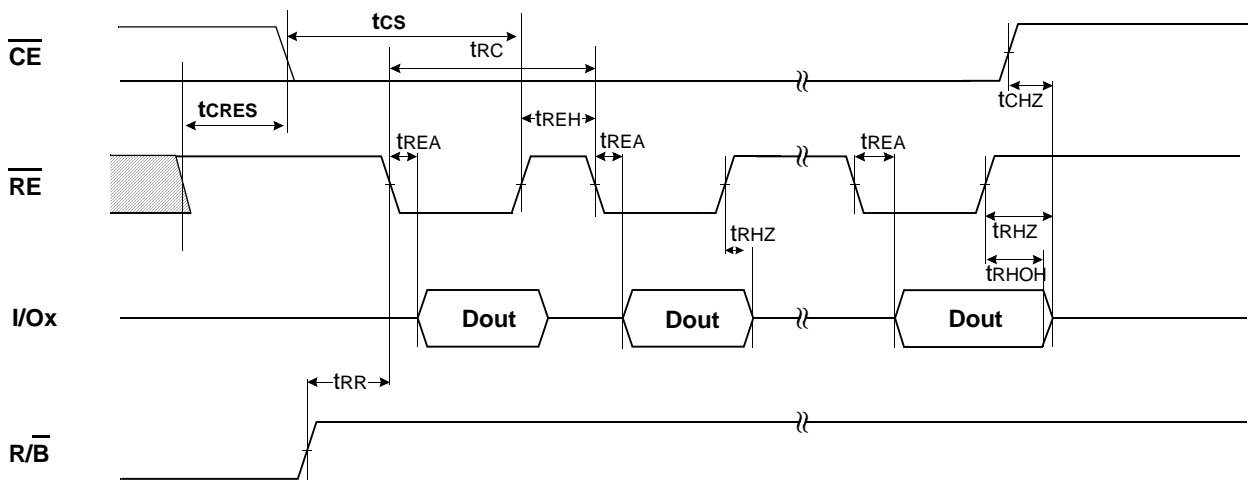 tCS
CE
tRC
tCHZ
tCRES
tREH
tREA
tREA
tREA
RE
tRHZ
tRHZ
tRHOH
I/Ox
Dout
Dout
Dout
tRR
R/B